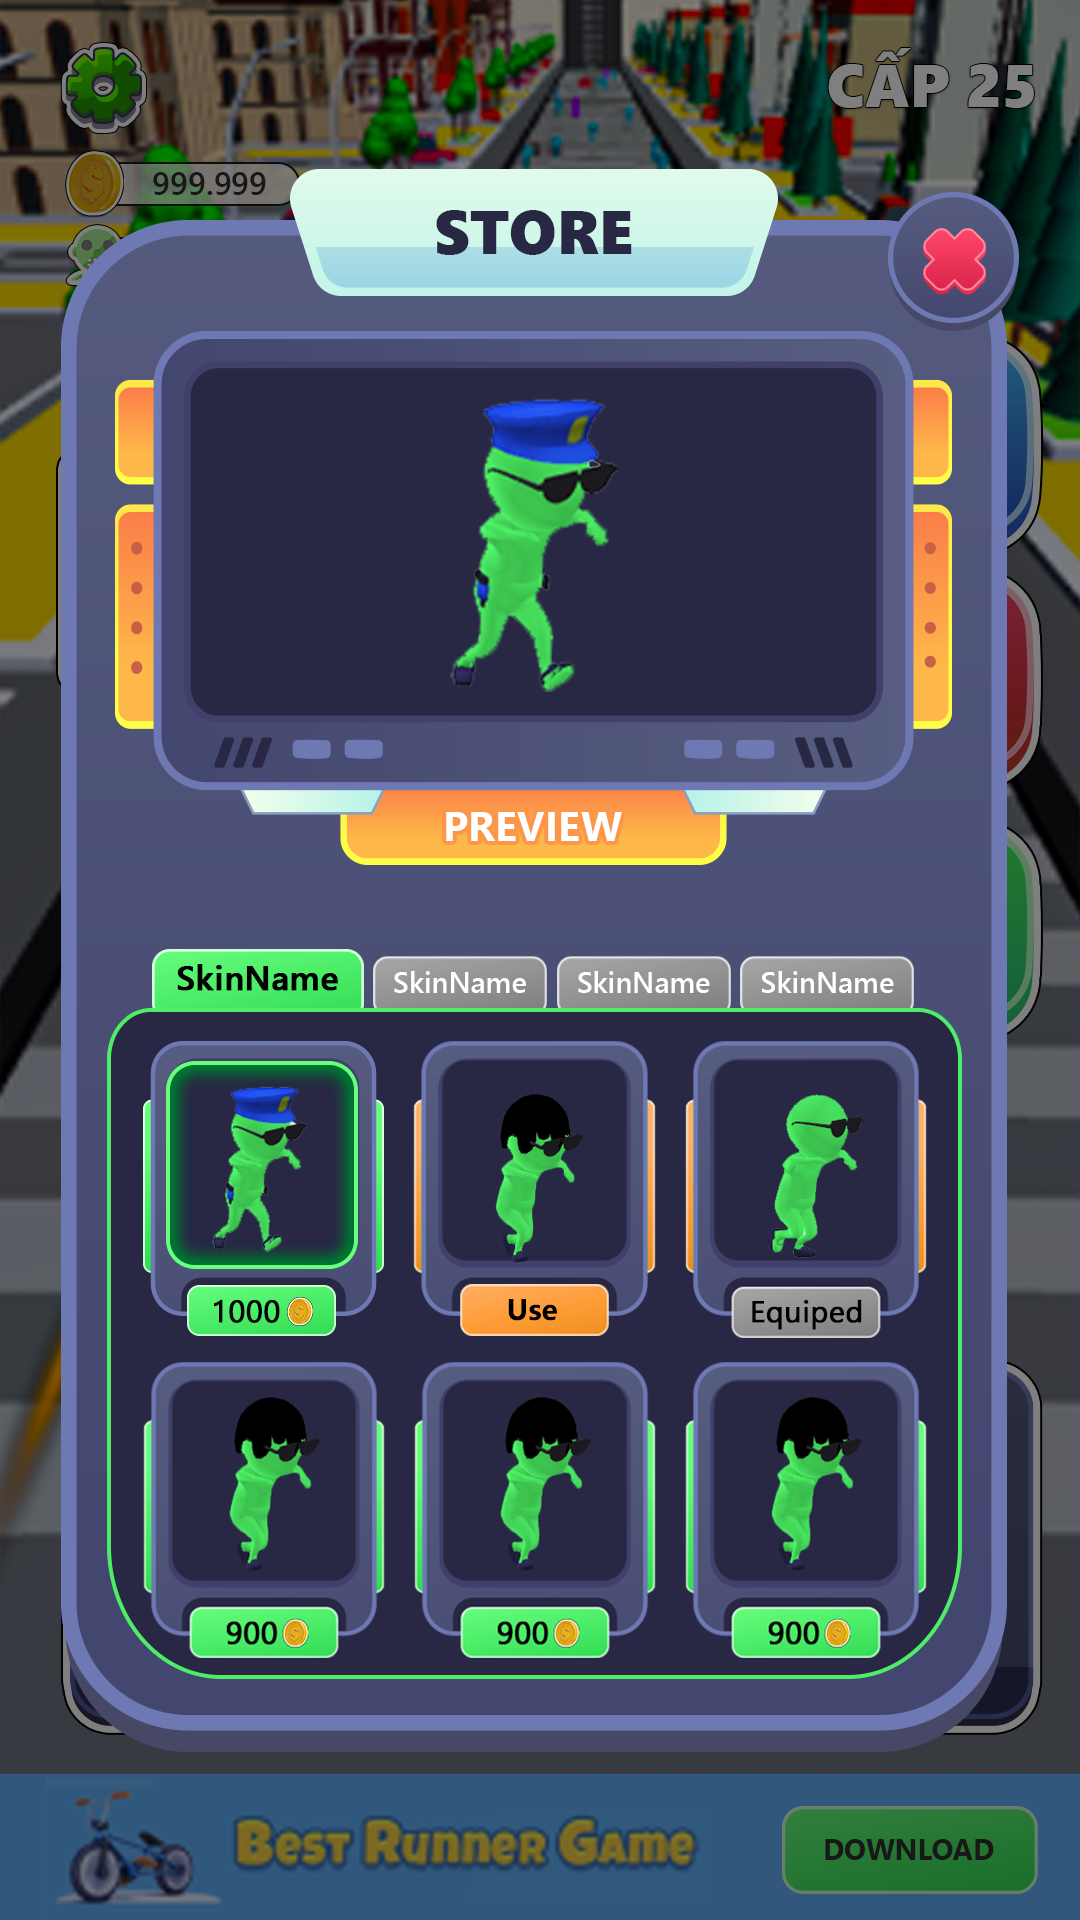 CẤP 25
999.999
STORE
PREVIEW
SkinName
SkinName
SkinName
SkinName
1000
Use
Equiped
900
900
900
BEST RUNNER GAME
DOWNLOAD